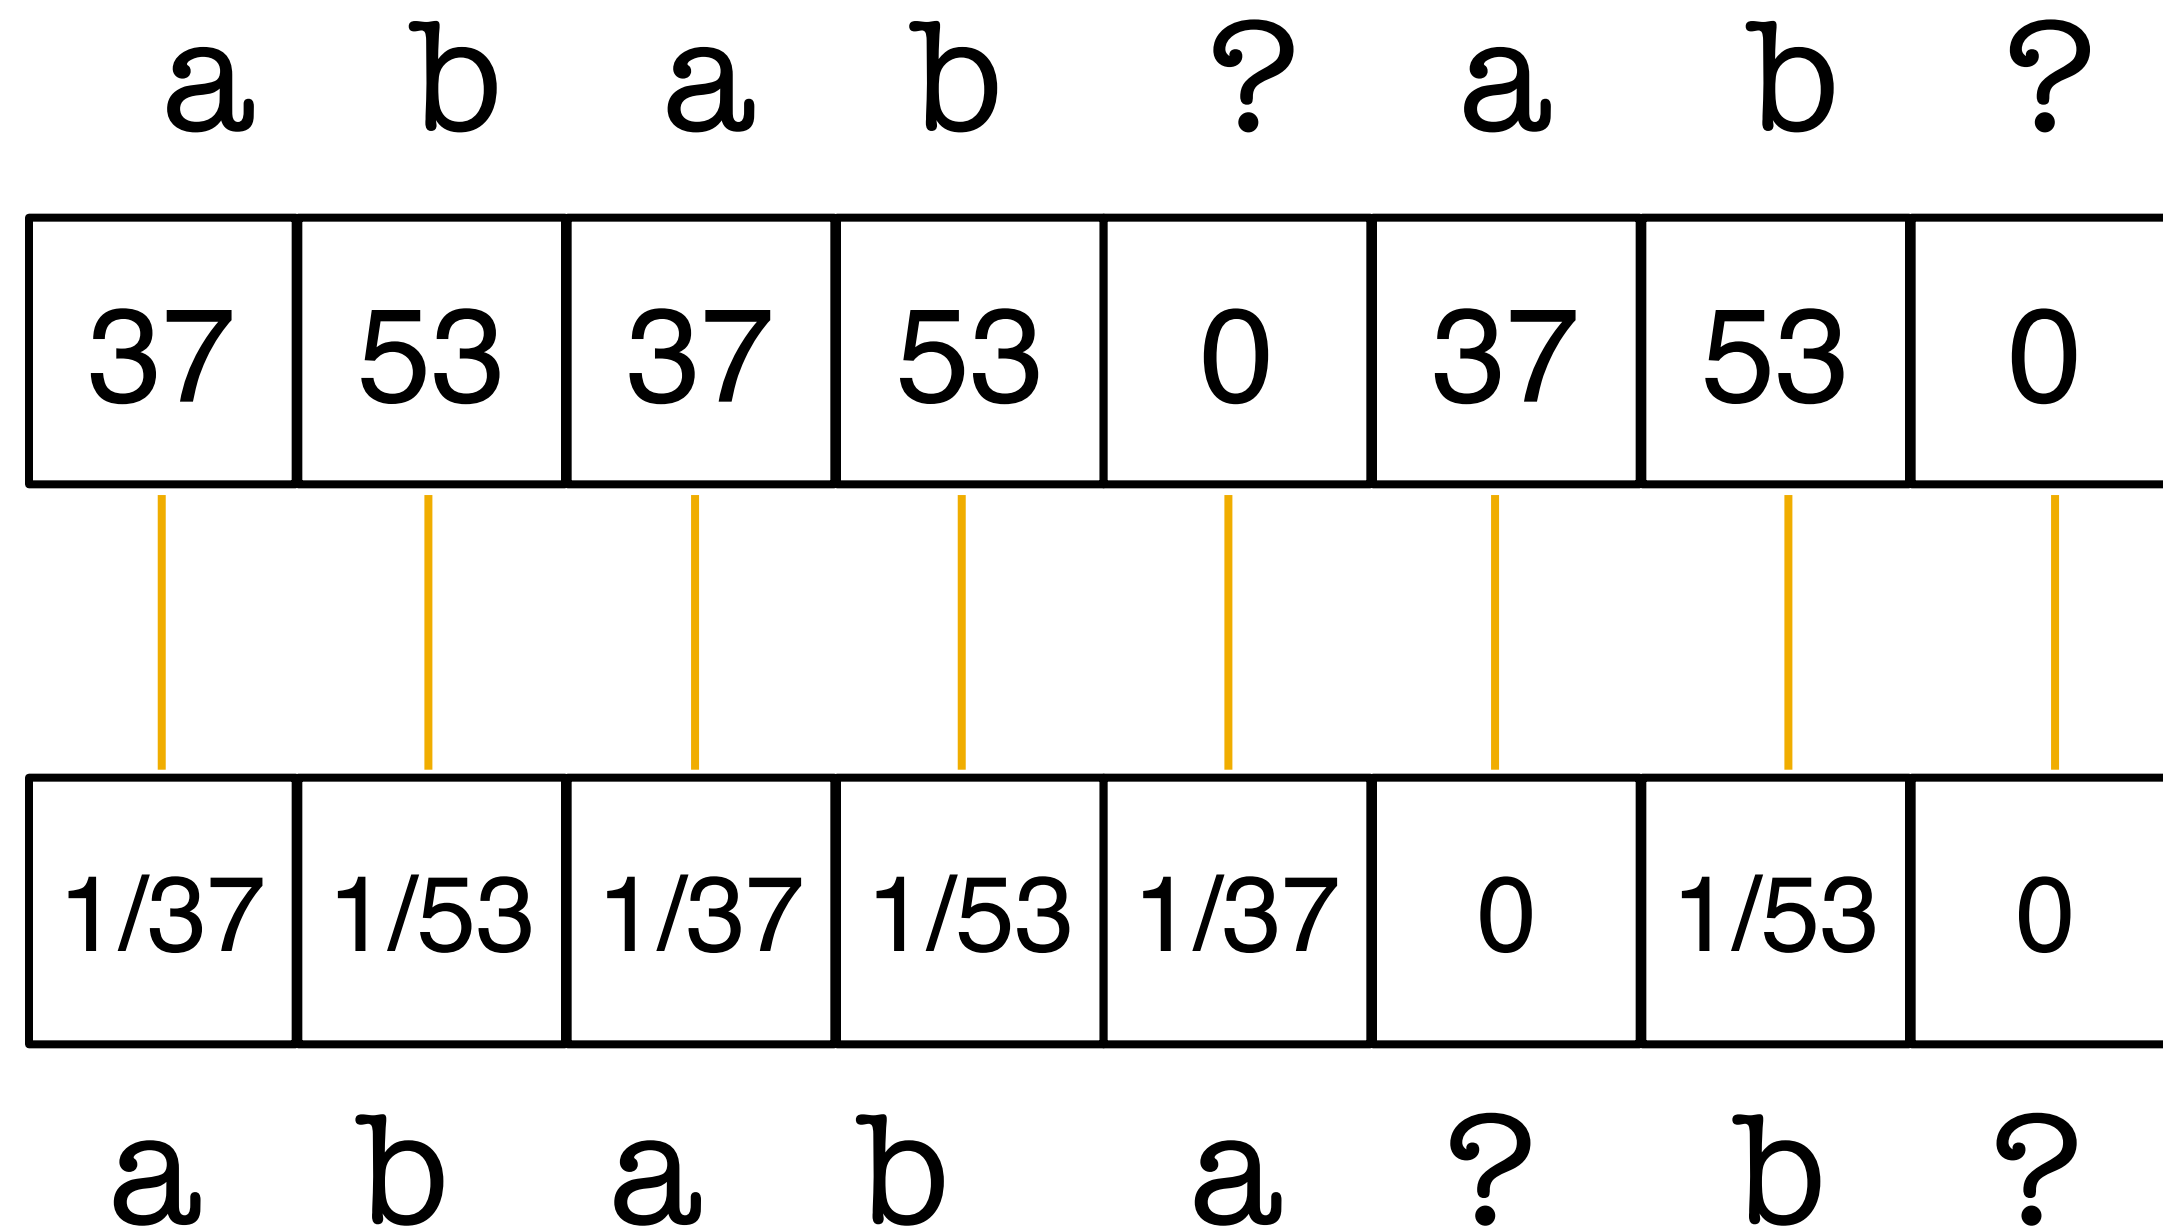 a b a b ? a b ?
37 53 37 53 0 37 53 0
1/37 1/53 1/37 1/53 1/37 0 1/53 0
a b a b a ? b ?